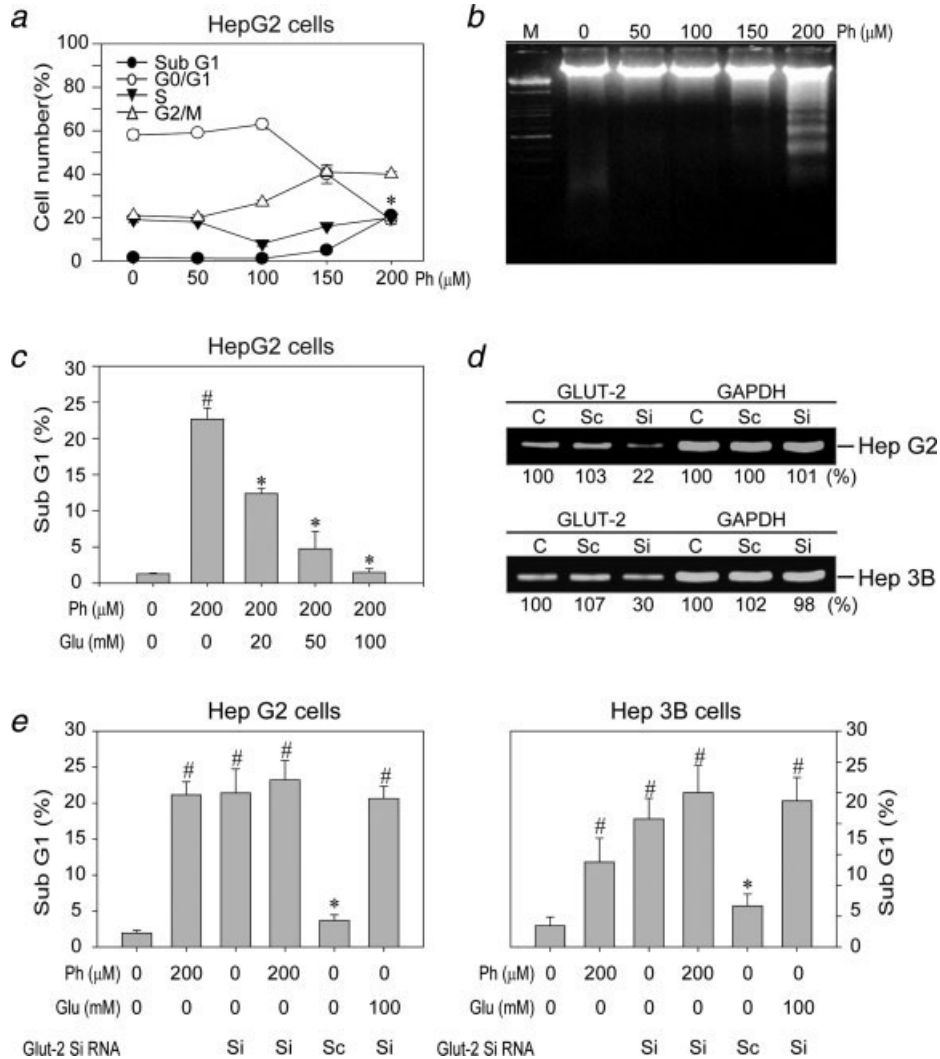 a
HepG2 cells
Cell number(%)
100
80
60
40
20
0
Sub G1
G0/G1
S
G2/M
*
0 50 100 150 200 Ph (μM)
b
M 0 50 100 150 200 Ph (μM)
c
HepG2 cells
Sub G1 (%)
30
25
20
15
10
5
0
# * * *
Ph (μM) 0 200 200 200 200
Glu (mM) 0 0 20 50 100
d
GLUT-2 GAPDH
C Sc Si C Sc Si
Hep G2
100 103 22 100 100 101 (%)
GLUT-2 GAPDH
C Sc Si C Sc Si
Hep 3B
100 107 30 100 102 98 (%)
e
Hep G2 cells
Sub G1 (%)
30
25
20
15
10
5
0
# # # * #
Ph (μM) 0 200 0 200 0 0
Glu (mM) 0 0 0 0 0 100
Glut-2 Si RNA Si Si Sc Si
Hep 3B cells
# # # * #
30
25
20
15
10
5
0
Sub G1 (%)
Ph (μM) 0 200 0 200 0 0
Glu (mM) 0 0 0 0 0 100
Si Si Sc Si